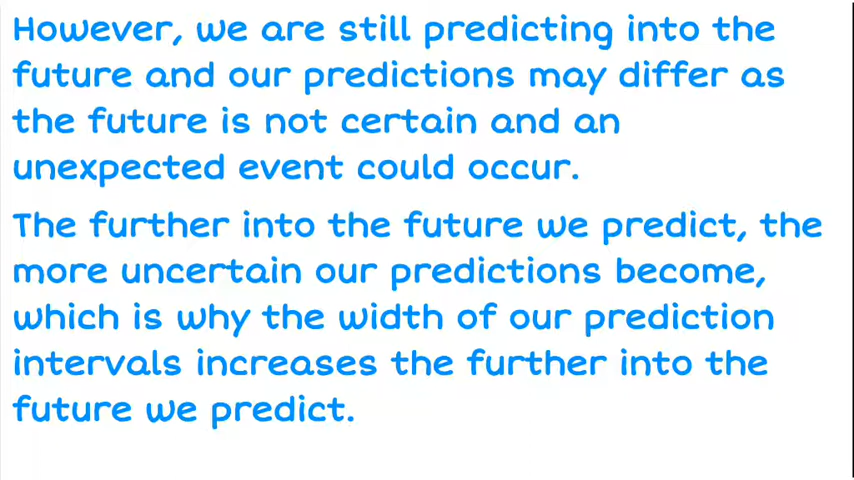 However, we are still predicting into the
future and our predictions may differ as
the future is not certain and an
unexpected event could occur.
The further into the future we predict, the
more uncertain our predictions become,
which is why the width of our prediction
intervals increases the further into the
future we predict.